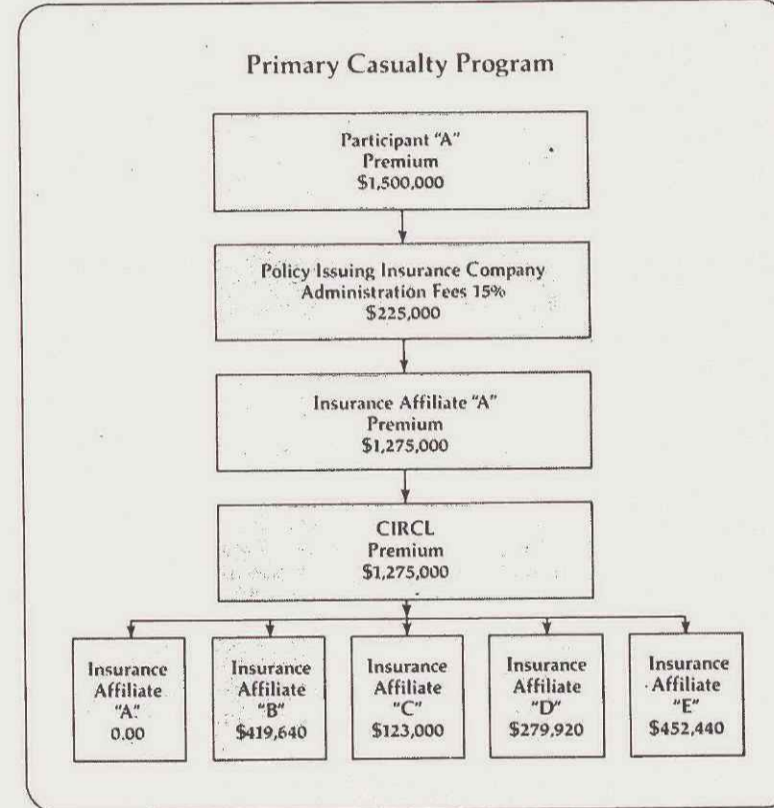 Primary Casualty Program
Participant "A"
Premium
$1,500,000
Policy Issuing Insurance Company
Administration Fees 15%
$225,000
Insurance Affiliate "A"
Premium
$1,275,000
CIRCL
Premium
$1,275,000
Insurance
Affiliate
"A"
0.00
Insurance
Affiliate
"B"
$419,640
Insurance
Affiliate
"C"
$123,000
Insurance
Affiliate
"D"
$279,920
Insurance
Affiliate
"E"
$452,440